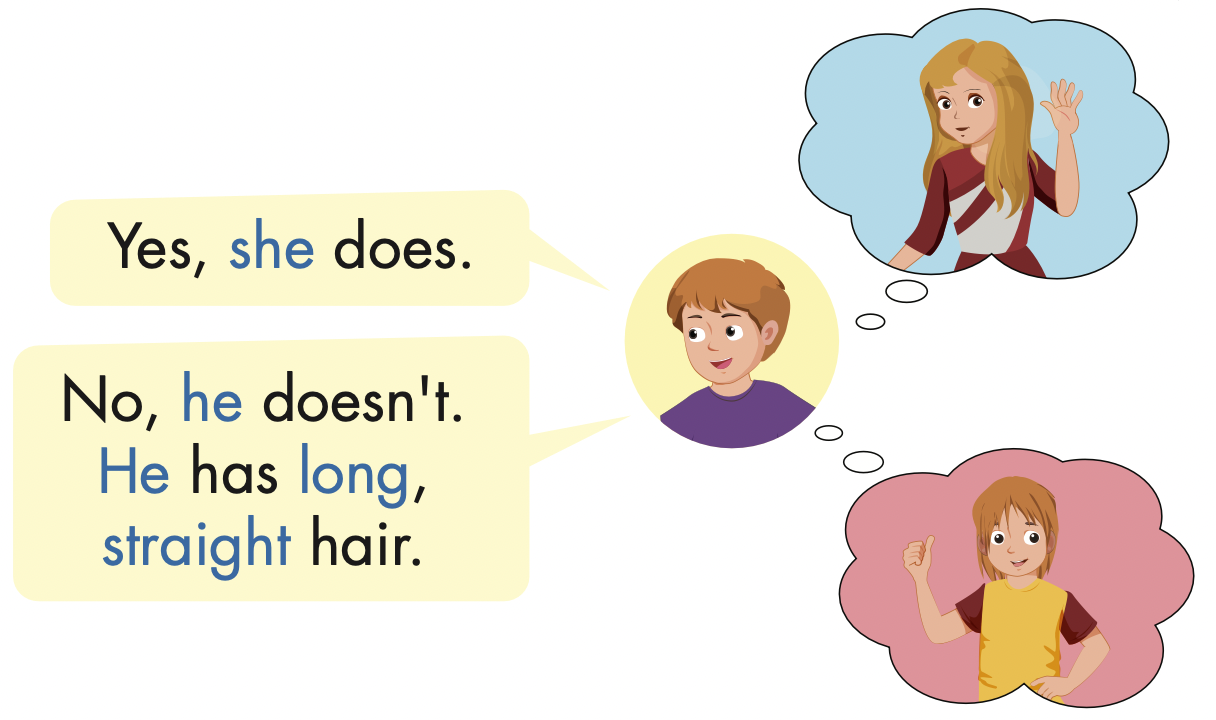 Yes, she does.
No, he doesn't.
He has long,
straight hair.